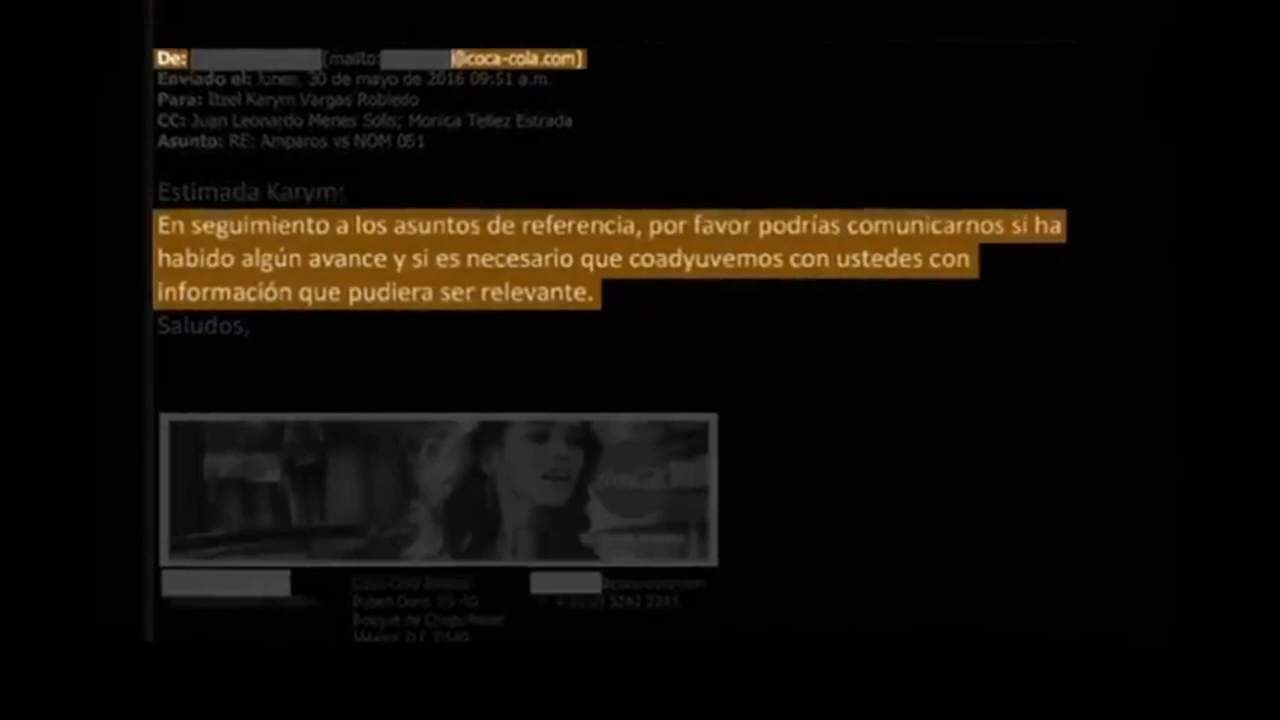 De: [mailto: @coca-cola.com]
Enviado el: lunes, 30 de mayo de 2016 09:51 a.m.
Para: Itzel Karym Vargas Robledo
CC: Juan Leonardo Menes Solís; Monica Tellez Estrada
Asunto: RE: Amparos vs NOM 051
Estimada Karym:
En seguimiento a los asuntos de referencia, por favor podrías comunicarnos si ha
habido algún avance y si es necesario que coadyuvemos con ustedes con
información que pudiera ser relevante.
Saludos,